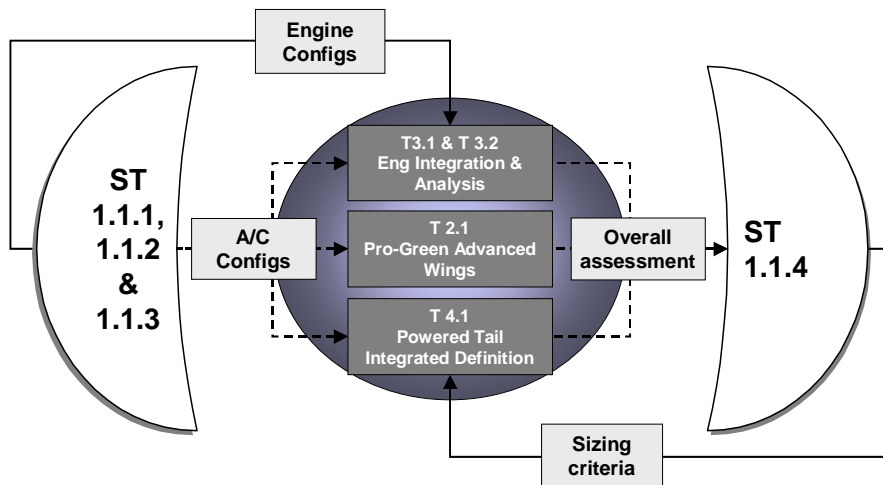 Engine
Configs
T3.1 & T 3.2
Eng Integration &
Analysis
ST
1.1.1,
1.1.2
&
1.1.3
A/C
Configs
T 2.1
Pro-Green Advanced
Wings
Overall
assessment
ST
1.1.4
T 4.1
Powered Tail
Integrated Definition
Sizing
criteria